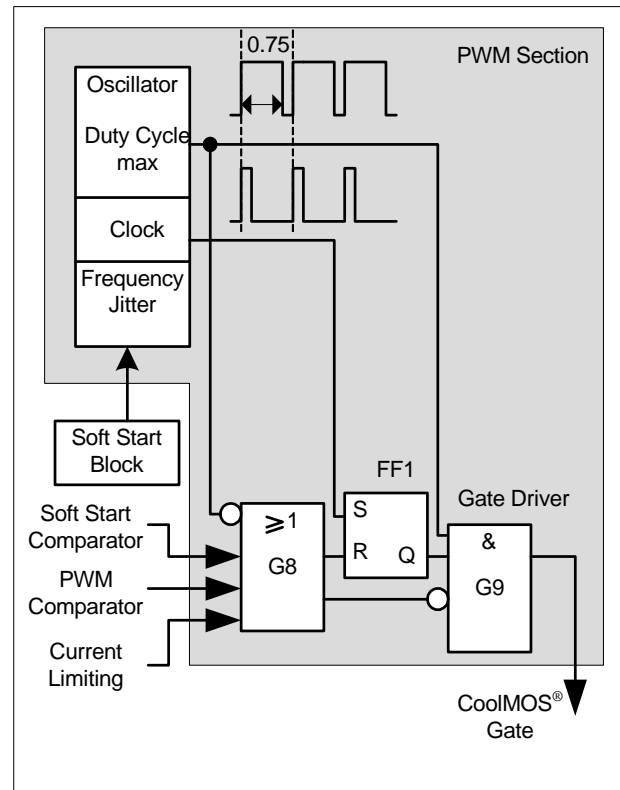 0.75
PWM Section
Oscillator
Duty Cycle
max
Clock
Frequency
Jitter
Soft Start
Block
FF1
Gate Driver
Soft Start
Comparator
PWM
Comparator
Current
Limiting
≥1
G8
S
R
Q
&
G9
CoolMOS®
Gate